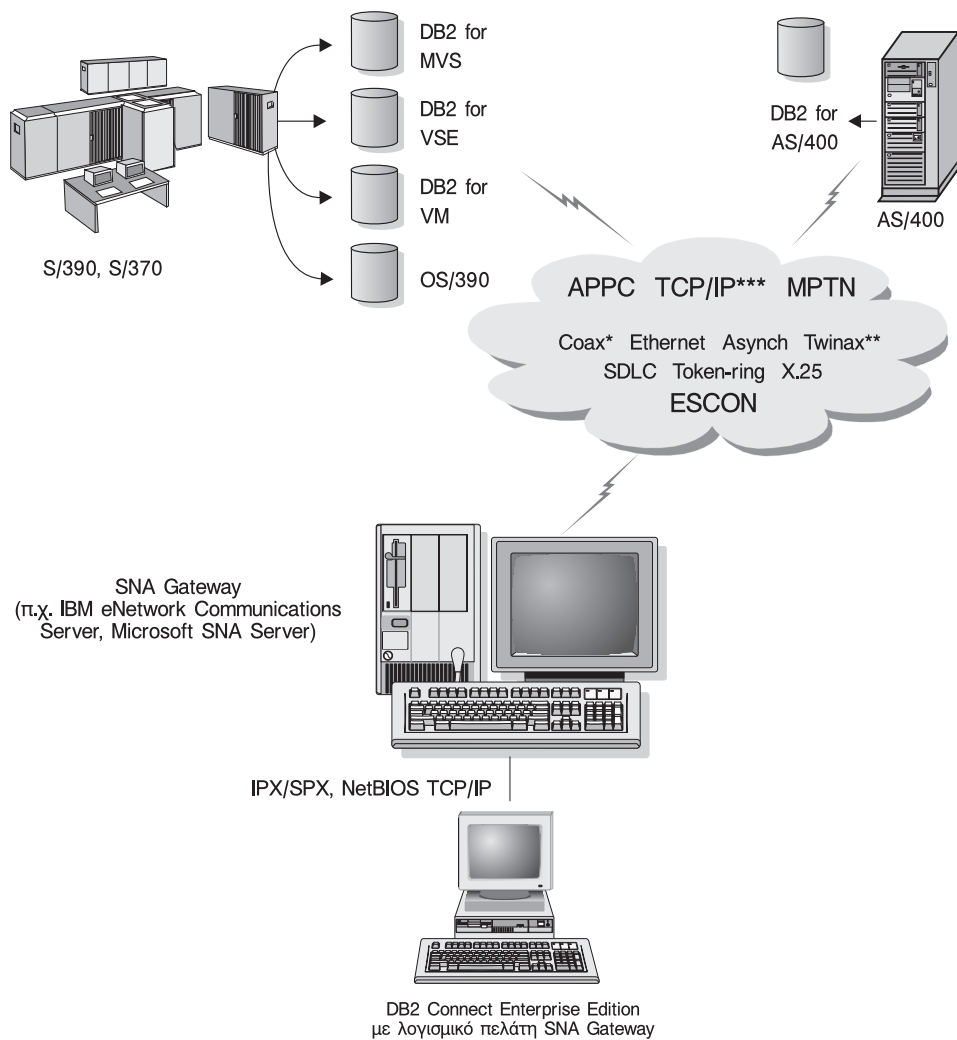 DB2 for
MVS
DB2 for
VSE
DB2 for
VM
OS/390
S/390, S/370
DB2 for
AS/400
AS/400
APPC TCP/IP*** MPTN
Coax* Ethernet Asynch Twinax**
SDLC Token-ring X.25
ESCON
SNA Gateway
(π.χ. IBM eNetwork Communications
Server, Microsoft SNA Server)
IPX/SPX, NetBIOS TCP/IP
DB2 Connect Enterprise Edition
με λογισμικό πελάτη SNA Gateway